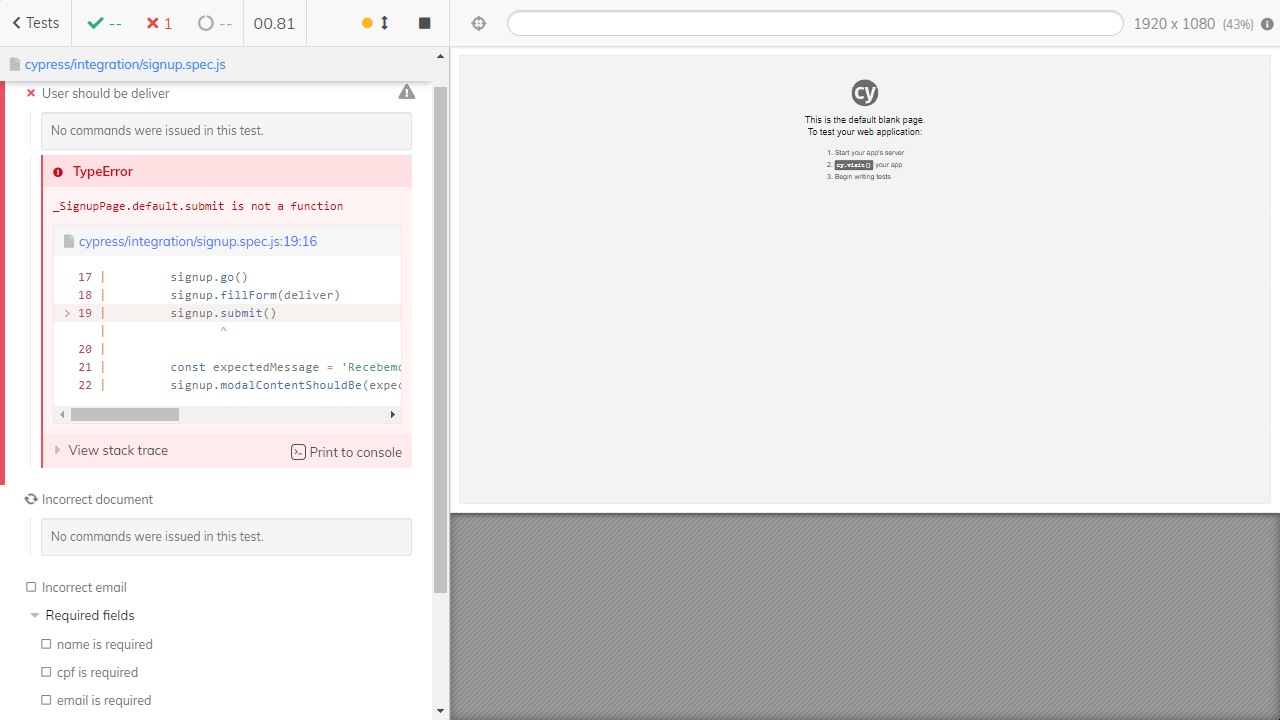 Tests
--
1
--
00.81
1920 x 1080 (43%)
cypress/integration/signup.spec.js
User should be deliver
No commands were issued in this test.
TypeError
_SignupPage.default.submit is not a function
cypress/integration/signup.spec.js:19:16
17 | signup.go()
18 | signup.fillForm(deliver)
> 19 | signup.submit()
| ^
20 |
21 | const expectedMessage = 'Recebemo
22 | signup.modalContentShouldBe(expec
View stack trace
Print to console
Incorrect document
No commands were issued in this test.
Incorrect email
Required fields
name is required
cpf is required
email is required
cy
This is the default blank page.
To test your web application:
1. Start your app's server
2. cy.visit() your app
3. Begin writing tests